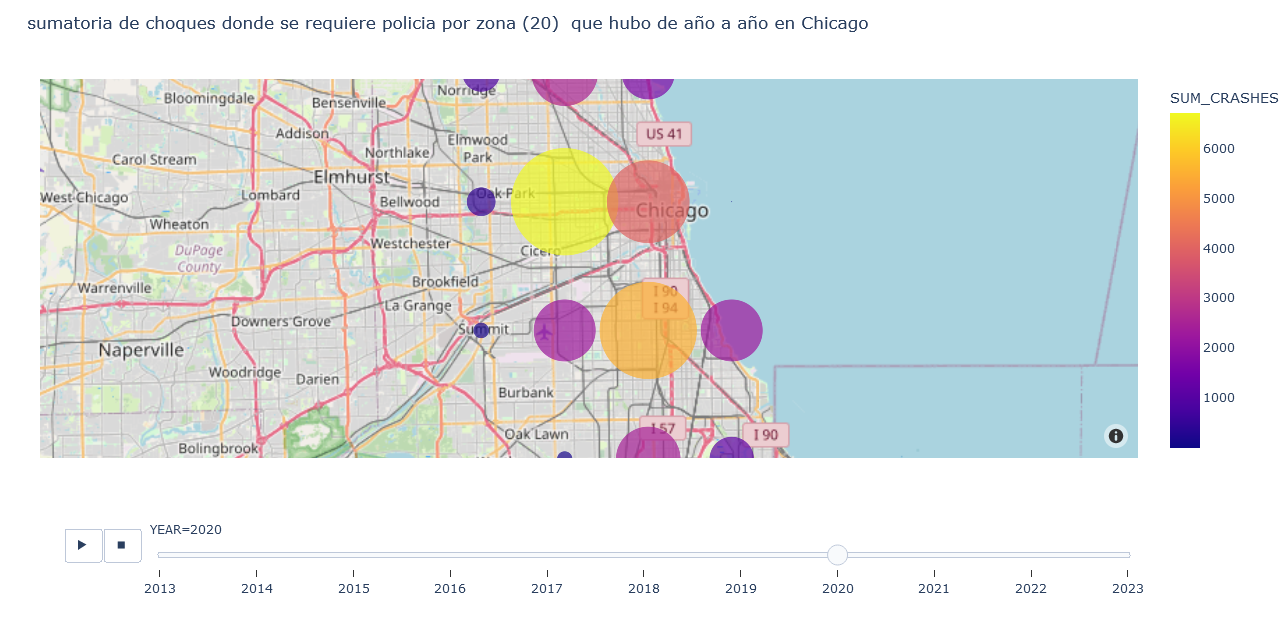 sumatoria de choques donde se requiere policia por zona (20)  que hubo de año a año en Chicago
SUM_CRASHES
6000
5000
4000
3000
2000
1000
Norridge
Bloomingdale
Bensenville
Addison
US 41
Elmwood
Park
Northlake
Carol Stream
Elmhurst
Oak Park
West Chicago
Lombard
Bellwood
Chicago
Wheaton
Westchester
DuPage
County
Cicero
Brookfield
Warrenville
I 90
I 94
La Grange
Downers Grove
Summit
Naperville
Woodridge
Darien
Burbank
Oak Lawn
I 57
I 90
Bolingbrook
YEAR=2020
2013
2014
2015
2016
2017
2018
2019
2020
2021
2022
2023